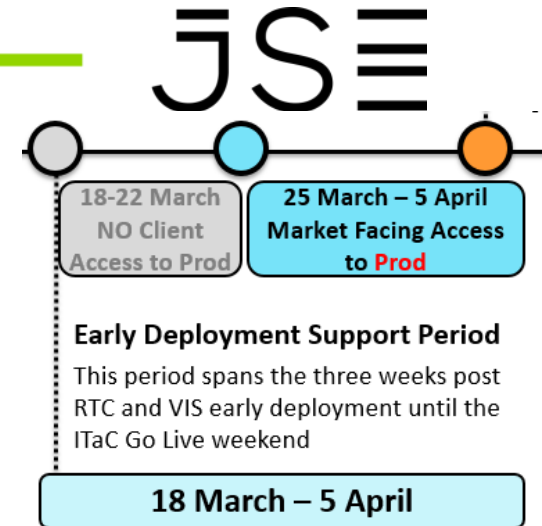 JSE
18-22 March
NO Client
Access to Prod
25 March – 5 April
Market Facing Access
to Prod
Early Deployment Support Period
This period spans the three weeks post
RTC and VIS early deployment until the
ITaC Go Live weekend
18 March – 5 April